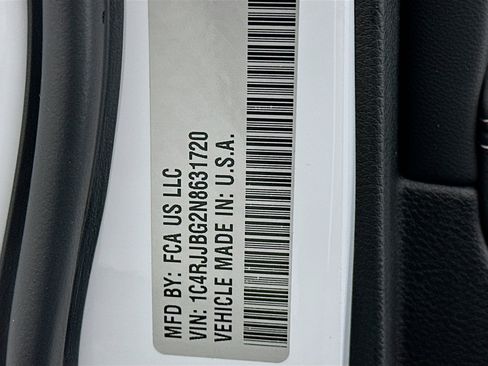 MFD BY: FCA US LLC
VIN: 1C4RJJBG2N8631720
VEHICLE MADE IN: U.S.A.